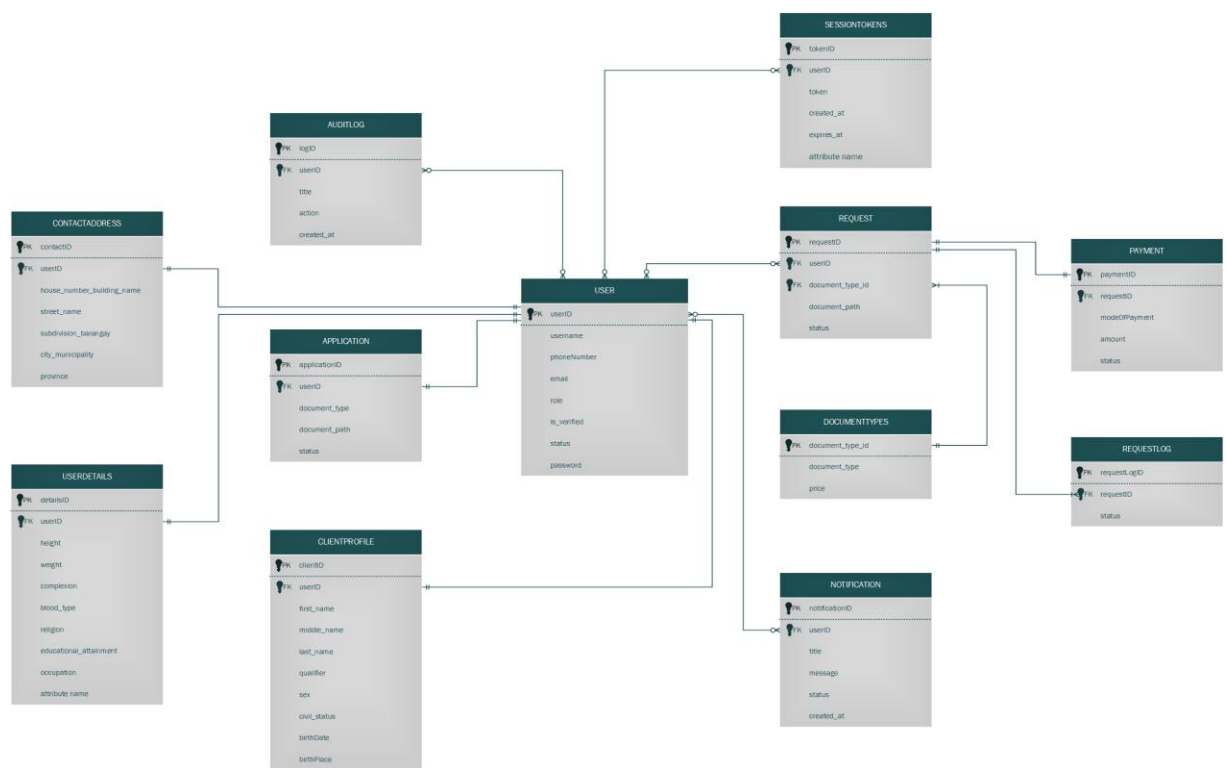 SESSIONTOKENS
PK tokenID
FK userID
token
created_at
expires_at
attribute name
AUDITLOG
PK logID
FK userID
title
action
created_at
CONTACTADDRESS
PK contactID
FK userID
house_number_building_name
street_name
subdivision_barangay
city_municipality
province
REQUEST
PK requestID
FK userID
FK document_type_id
document_path
status
PAYMENT
PK paymentID
FK requestID
modeOfPayment
amount
status
USER
PK userID
username
phoneNumber
email
role
is_verified
status
password
APPLICATION
PK applicationID
FK userID
document_type
document_path
status
DOCUMENTTYPES
PK document_type_id
document_type
price
REQUESTLOG
PK requestLogID
FK requestID
status
USERDETAILS
PK detailsID
FK userID
height
weight
complexion
blood_type
religion
educational_attainment
occupation
attribute name
CLIENTPROFILE
PK clientID
FK userID
first_name
middle_name
last_name
qualifier
sex
civil_status
birthDate
birthPlace
NOTIFICATION
PK notificationID
FK userID
title
message
status
created_at